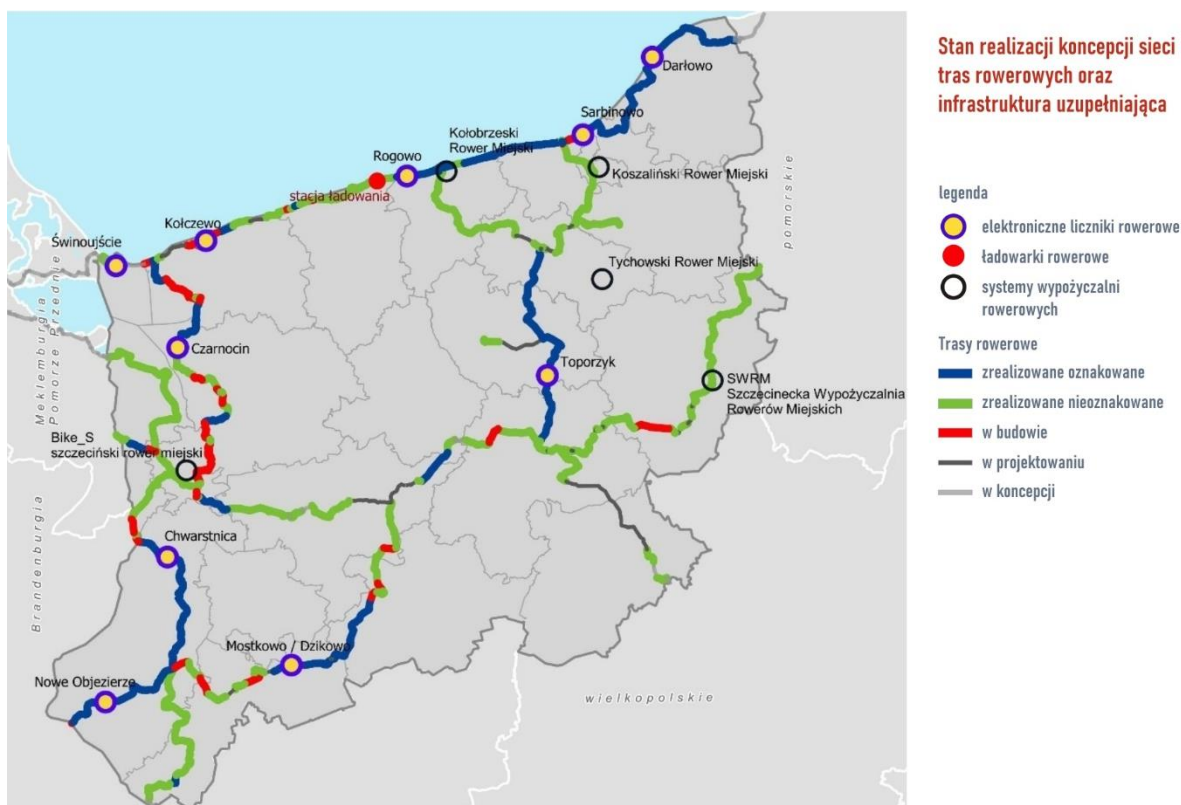 Stan realizacji koncepcji sieci
tras rowerowych oraz
infrastruktura uzupełniająca
legenda
elektroniczne liczniki rowerowe
ładowarki rowerowe
systemy wypożyczalni
rowerowych
Trasy rowerowe
zrealizowane oznakowane
zrealizowane nieoznakowane
w budowie
w projektowaniu
w koncepcji
Darłowo
Sarbinowo
Kołobrzeski
Rower Miejski
Rogowo
Koszaliński Rower Miejski
stacja ładowania
pomorskie
Kołczewo
Świnoujście
Tychowski Rower Miejski
Meklemburgia
Pomorze Przednie
Czarnocin
Toporzyk
SWRM
Szczecinecka Wypożyczalnia
Rowerów Miejskich
Bike_S
szczeciński rower miejski
Brandenburgia
Chwarstnica
Mostkowo / Dzikowo
Nowe Objezierze
wielkopolskie